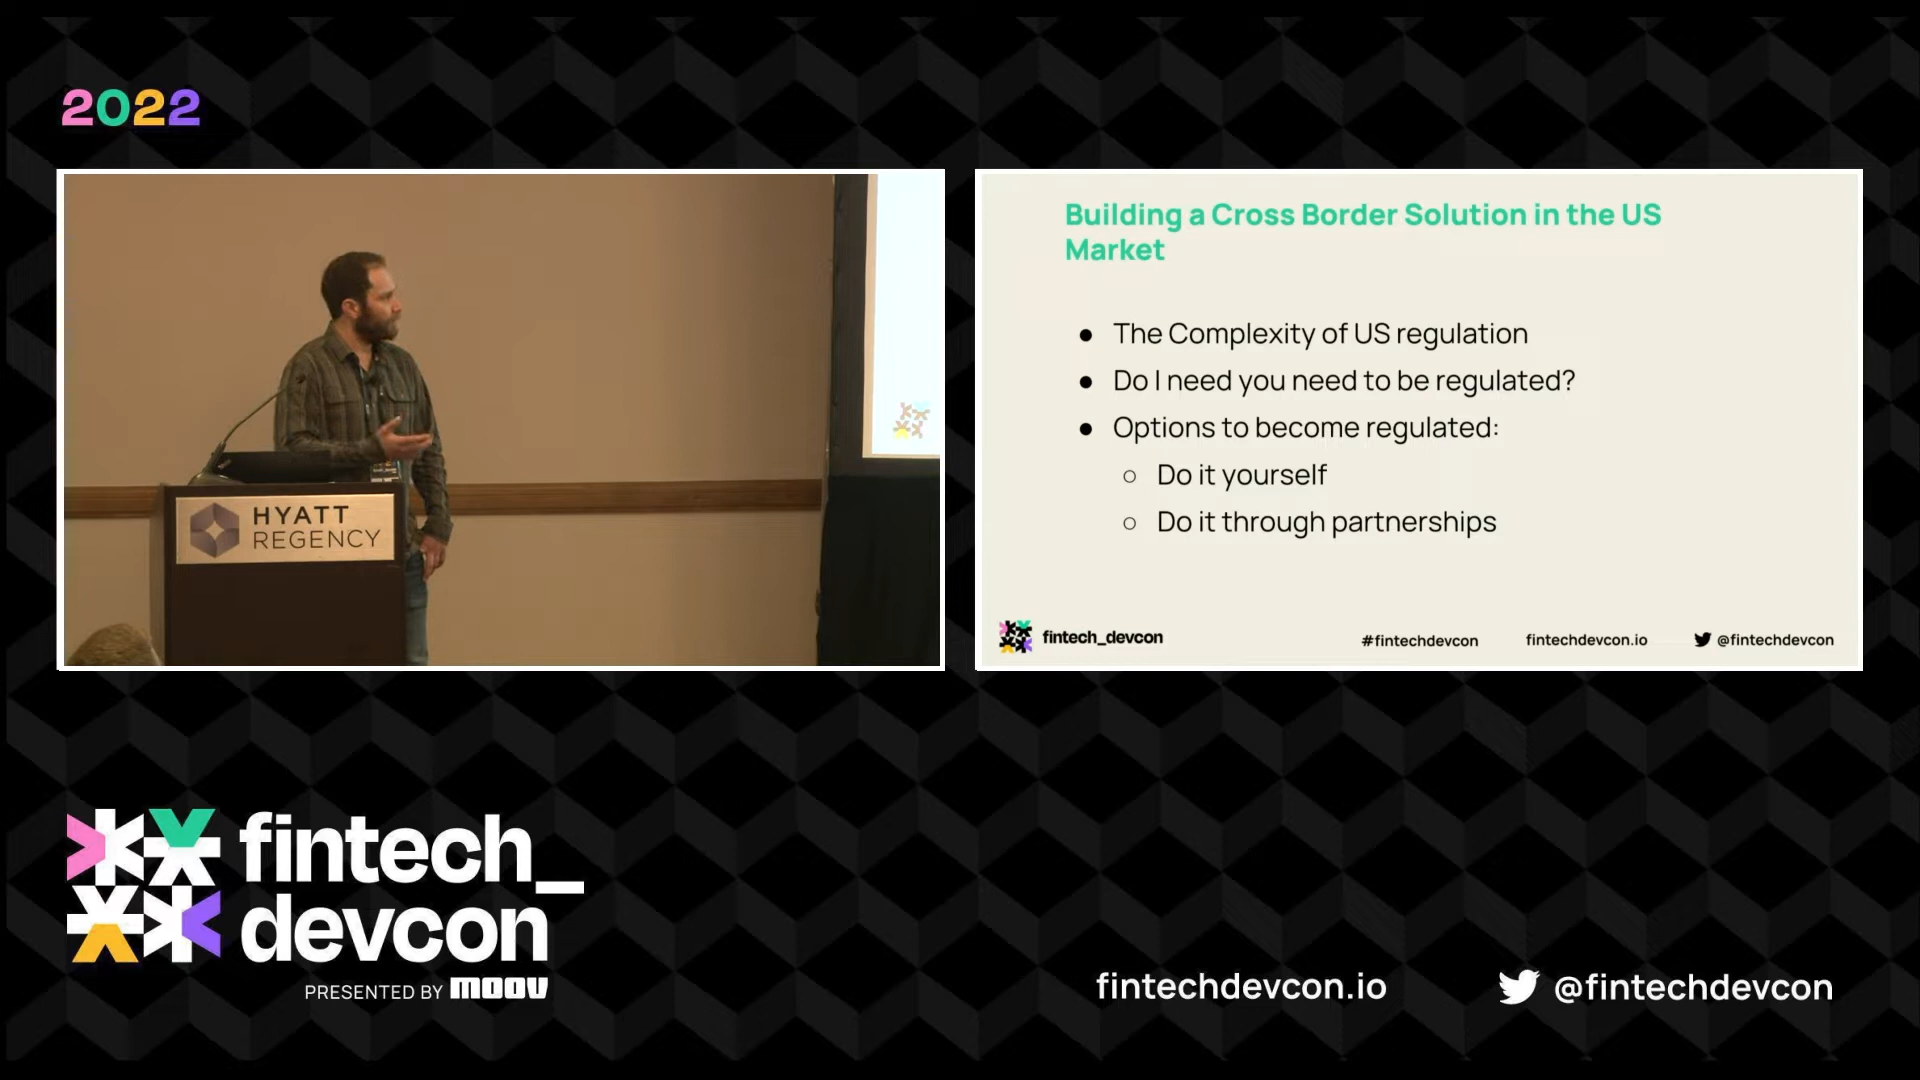 2022
HYATT
REGENCY
Building a Cross Border Solution in the US
Market
● The Complexity of US regulation
● Do I need you need to be regulated?
● Options to become regulated:
○ Do it yourself
○ Do it through partnerships
fintech_devcon
#fintechdevcon
fintechdevcon.io
@fintechdevcon
fintech_
devcon
PRESENTED BY moov
fintechdevcon.io
@fintechdevcon